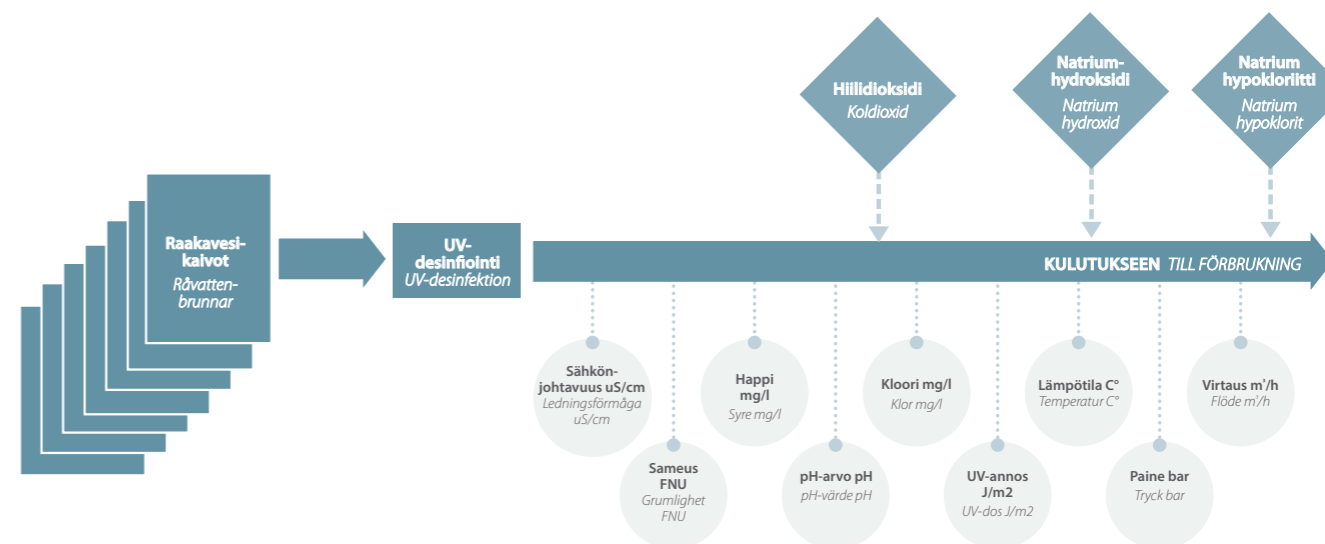 Hiilidioksidi
Koldioxid
Natrium-
hydroksidi
Natrium
hydroxid
Natrium
hypokloriitti
Natrium
hypoklorit
Raakavesi-
kaivot
Råvatten-
brunnar
UV-
desinfiointi
UV-desinfektion
KULUTUKSEEN TILL FÖRBRUKNING
Sähkön-
johtavuus uS/cm
Ledningsförmåga
uS/cm
Sameus
FNU
Grumlighet
FNU
Happi
mg/l
Syre mg/l
pH-arvo pH
pH-värde pH
Kloori mg/l
Klor mg/l
UV-annos
J/m2
UV-dos J/m2
Lämpötila C°
Temperatur C°
Paine bar
Tryck bar
Virtaus m³/h
Flöde m³/h